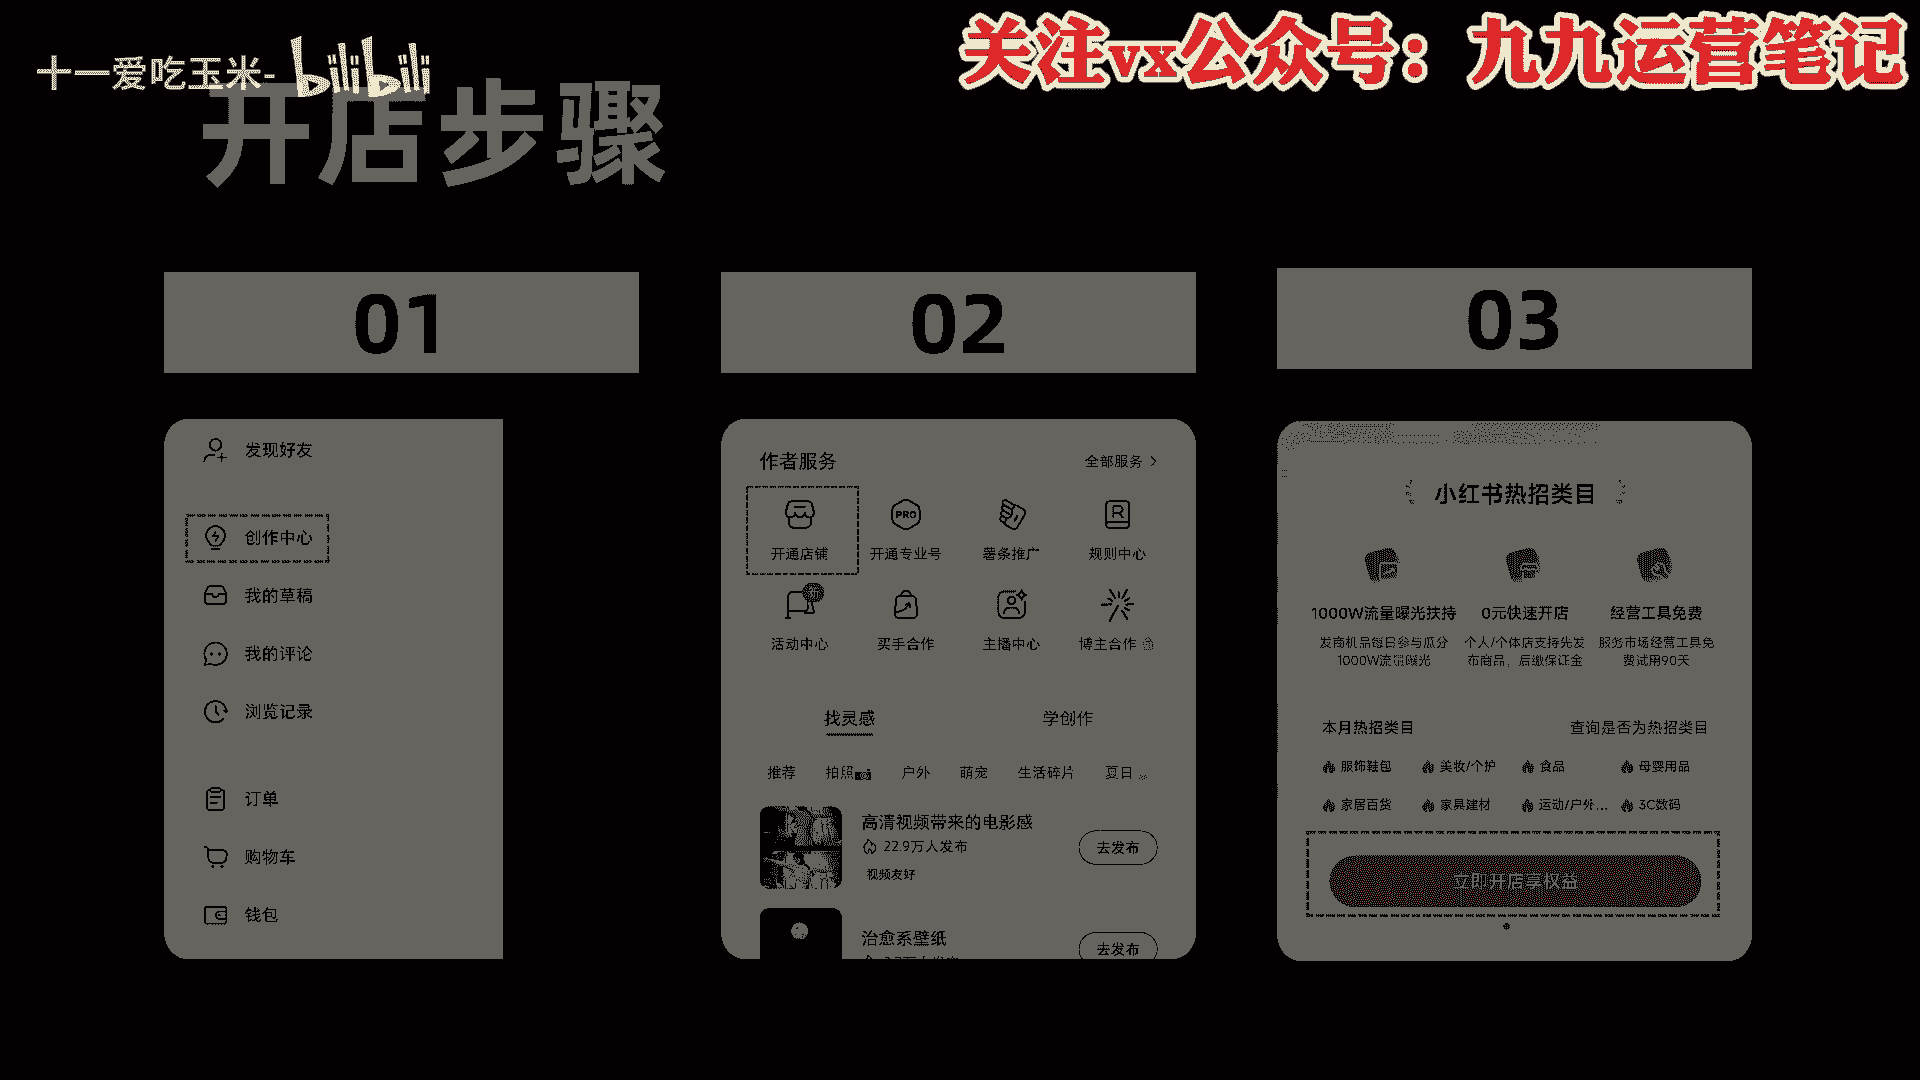 十一爱吃玉米- bilibili
关注vx公众号：九九运营笔记
开店步骤
01
发现好友
创作中心
我的草稿
我的评论
浏览记录
订单
购物车
钱包
02
作者服务 全部服务 >
开通店铺 开通专业号 薯条推广 规则中心
活动中心 买手合作 主播中心 博主合作
找灵感 学创作
推荐 拍照 户外 萌宠 生活碎片 夏日
高清视频带来的电影感
22.9万人发布 去发布
视频友好
治愈系壁纸 去发布
03
小红书热招类目
1000W流量曝光扶持 0元快速开店 经营工具免费
发商机品每日参与瓜分 个人/个体店支持先发 服务市场经营工具免
1000W流量曝光 布商品，后缴保证金 费试用90天
本月热招类目 查询是否为热招类目
服饰鞋包 美妆/个护 食品 母婴用品
家居百货 家具建材 运动/户外... 3C数码
立即开店享权益